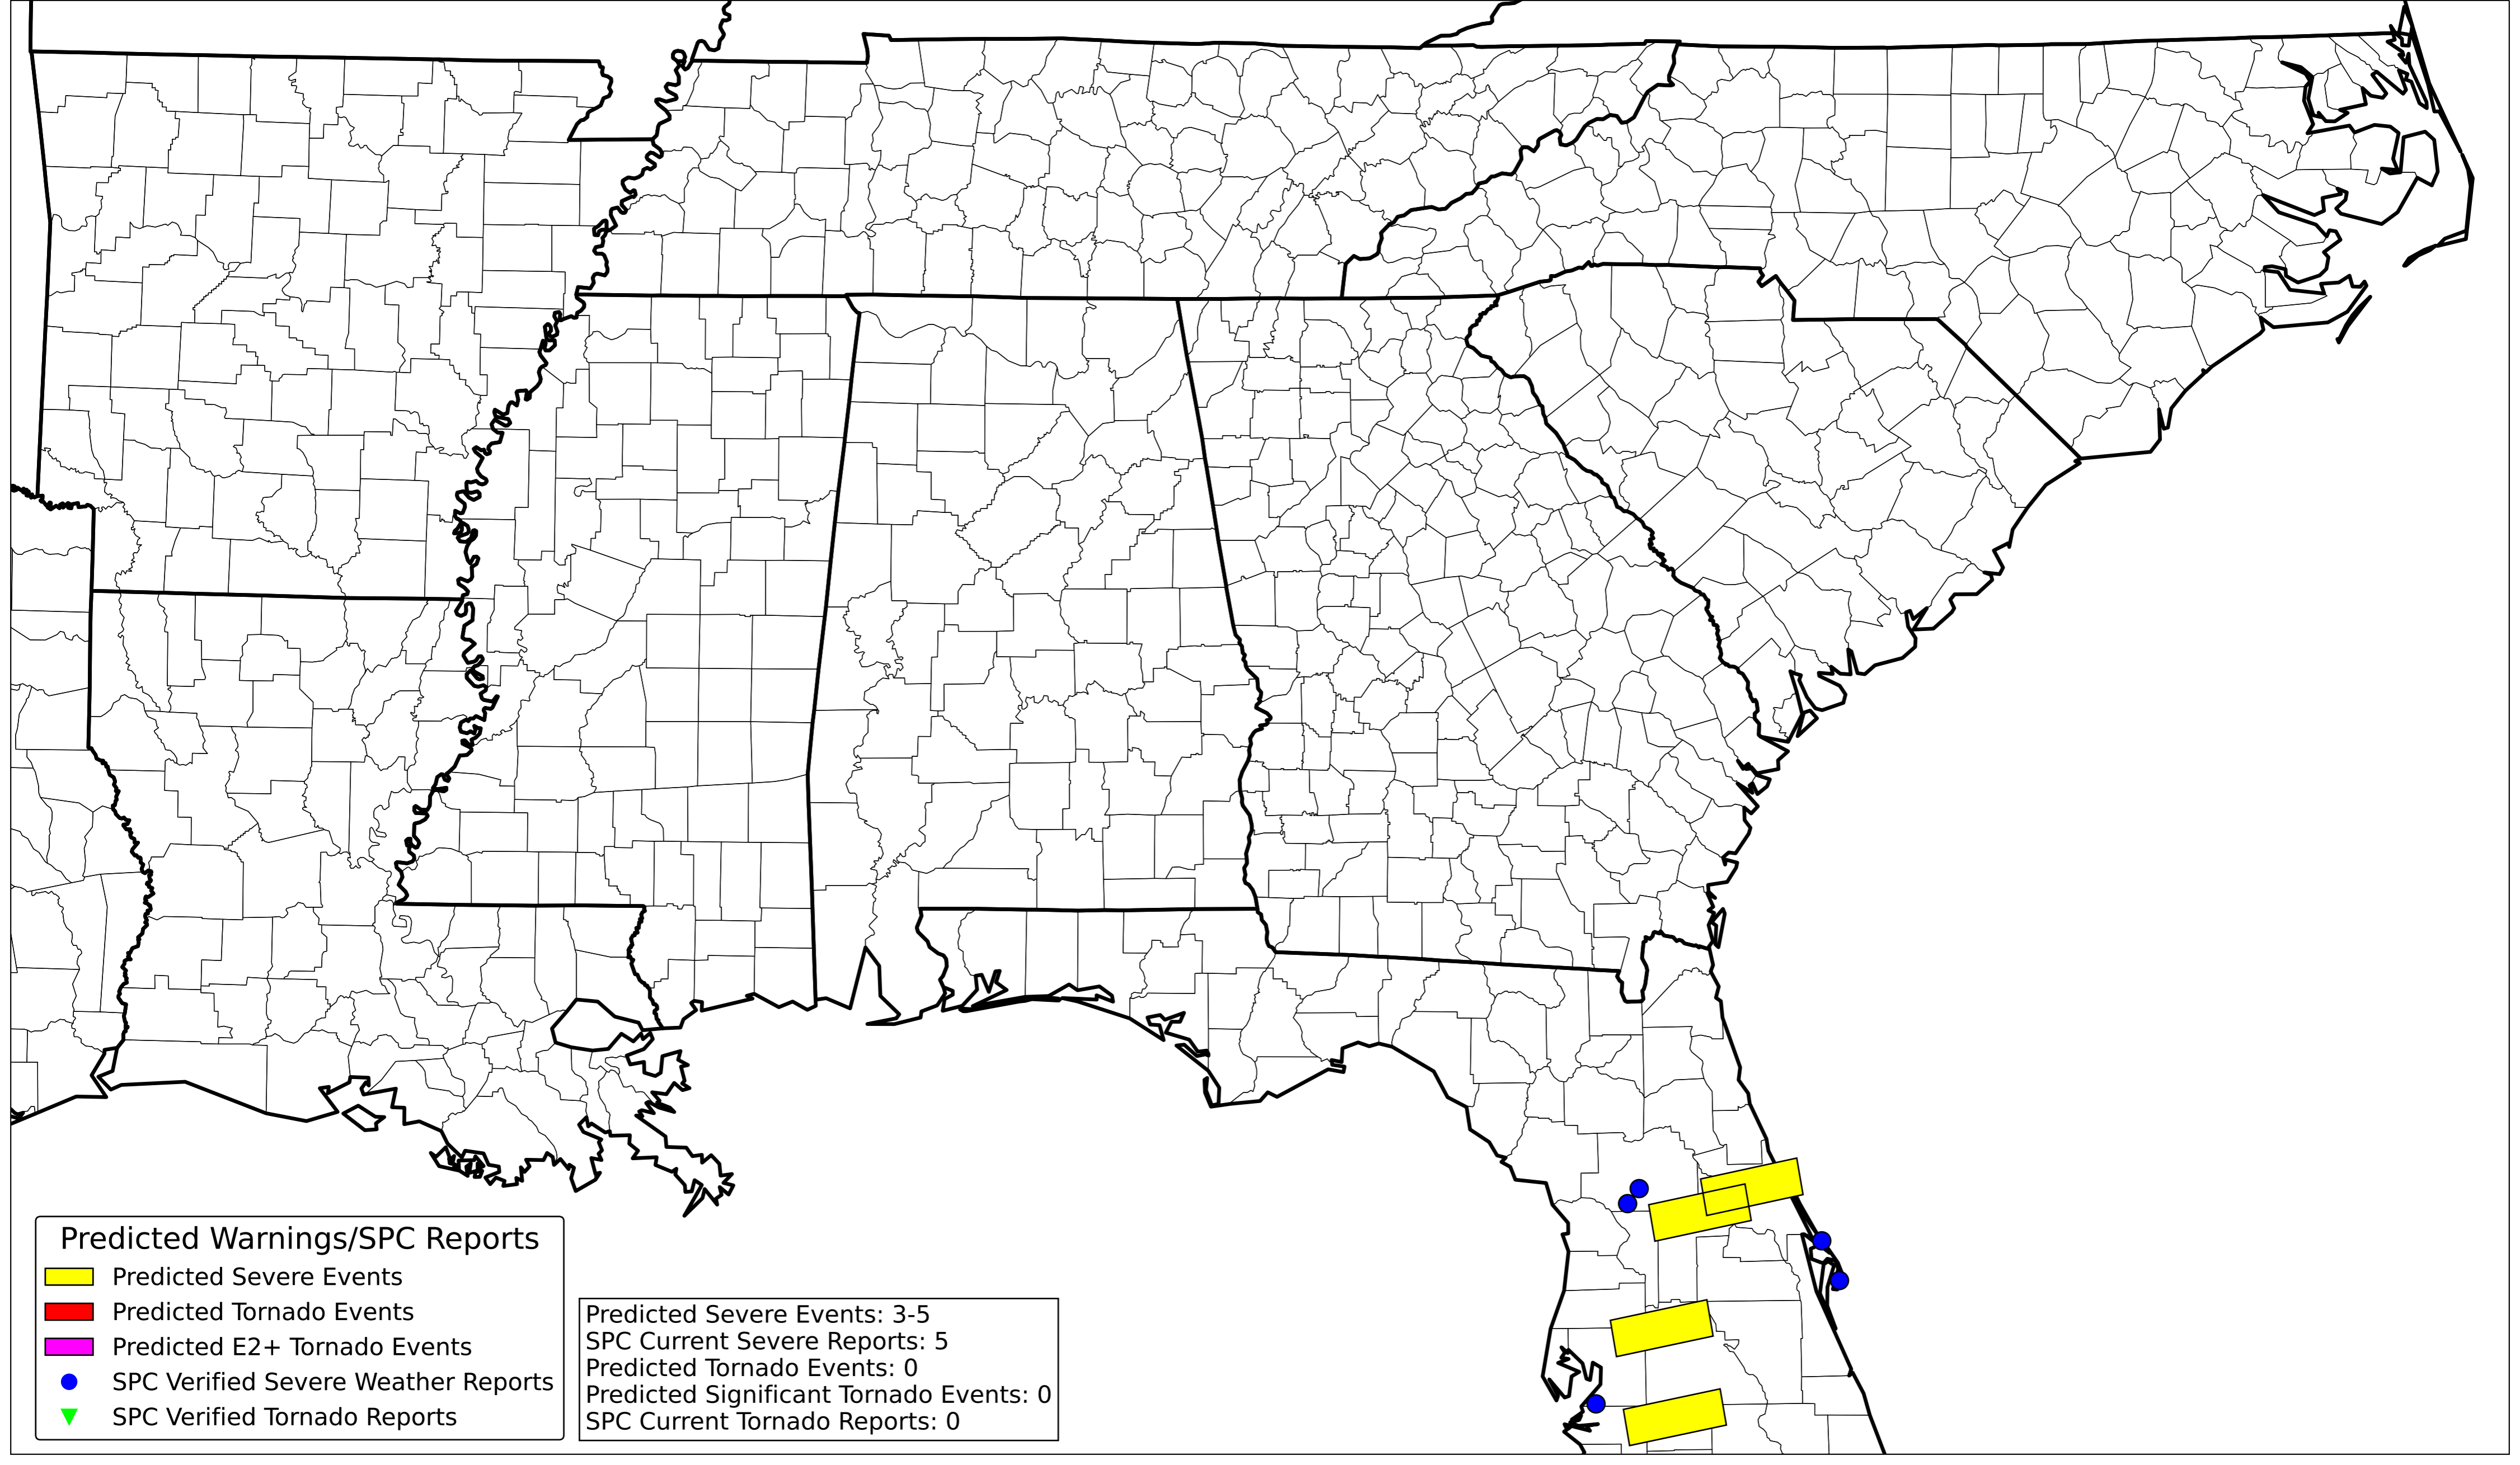 Predicted Warnings/SPC Reports
Predicted Severe Events
Predicted Tornado Events
Predicted E2+ Tornado Events
SPC Verified Severe Weather Reports
SPC Verified Tornado Reports
Predicted Severe Events: 3-5
SPC Current Severe Reports: 5
Predicted Tornado Events: 0
Predicted Significant Tornado Events: 0
SPC Current Tornado Reports: 0